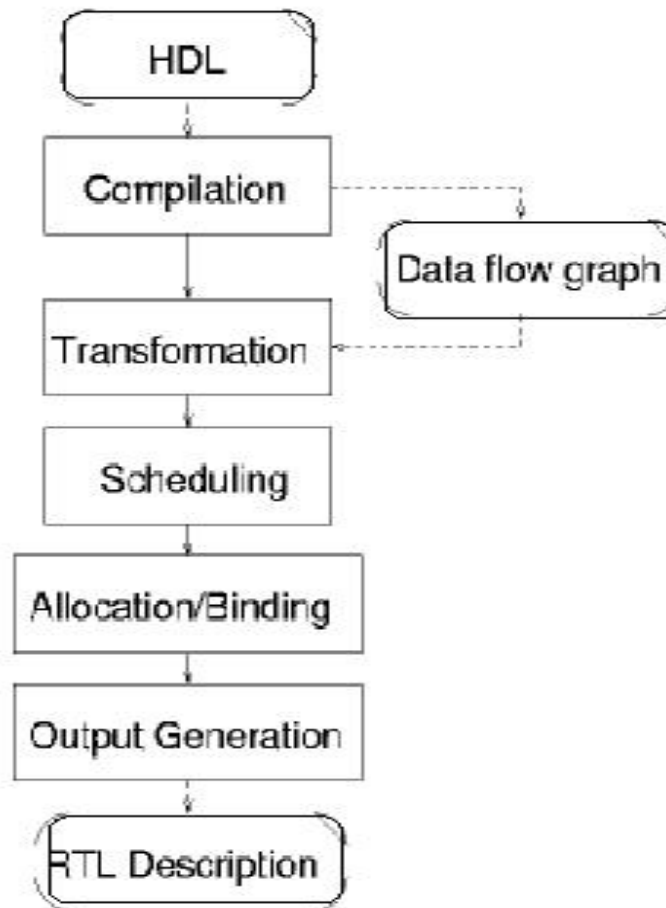 HDL
Compilation
Data flow graph
Transformation
Scheduling
Allocation/Binding
Output Generation
RTL Description